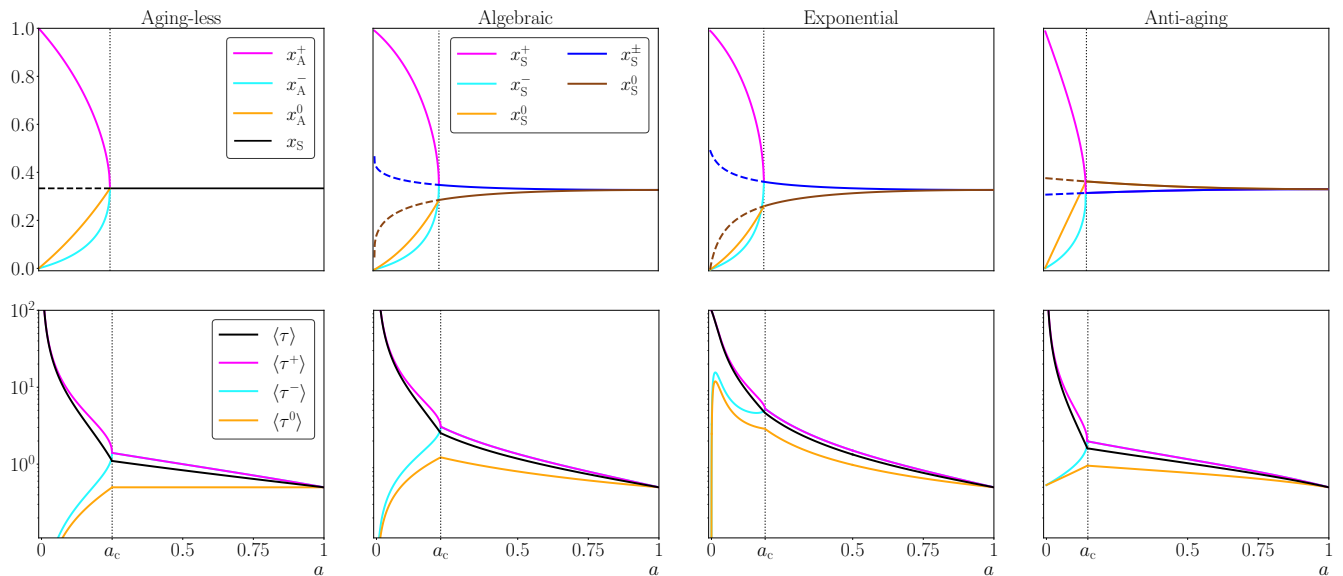 Aging-less
Algebraic
Exponential
Anti-aging
1.0
0.8
0.6
0.4
0.2
0.0
x_A^+
x_A^-
x_A^0
x_S
x_S^+
x_S^-
x_S^0
x_S^±
x_S^0
10^2
10^1
10^0
⟨τ⟩
⟨τ^+⟩
⟨τ^-⟩
⟨τ^0⟩
0 a_c 0.5 0.75 1
a
0 a_c 0.5 0.75 1
a
0 a_c 0.5 0.75 1
a
0 a_c 0.5 0.75 1
a